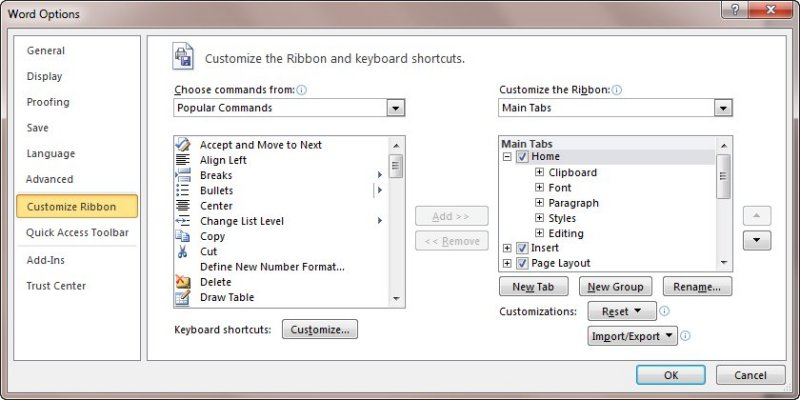 Word Options
General
Display
Proofing
Save
Language
Advanced
Customize Ribbon
Quick Access Toolbar
Add-Ins
Trust Center
Customize the Ribbon and keyboard shortcuts.
Choose commands from:
Popular Commands
Accept and Move to Next
Align Left
Breaks
Bullets
Center
Change List Level
Copy
Cut
Define New Number Format...
Delete
Draw Table
Keyboard shortcuts: Customize...
Add >>
<< Remove
Customize the Ribbon:
Main Tabs
Main Tabs
Home
Clipboard
Font
Paragraph
Styles
Editing
Insert
Page Layout
New Tab New Group Rename...
Customizations: Reset
Import/Export
OK Cancel